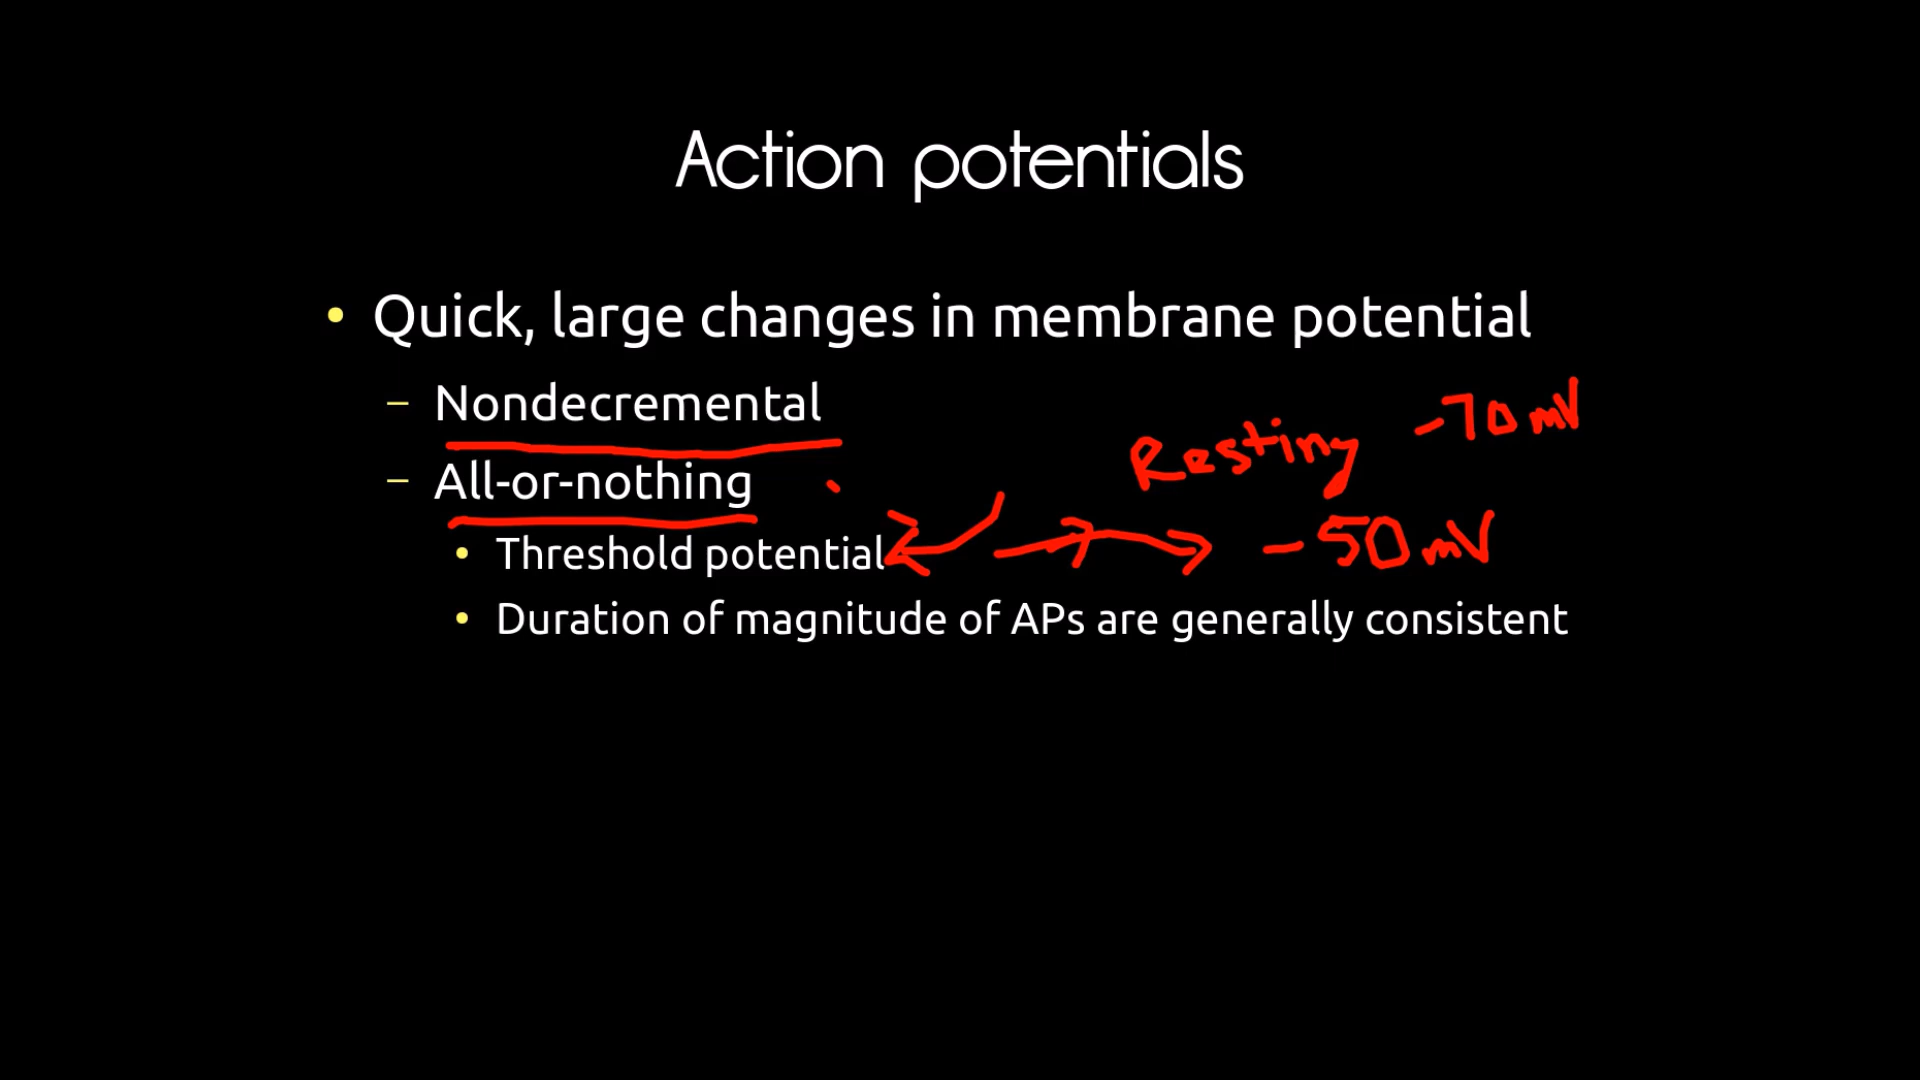 Action potentials
• Quick, large changes in membrane potential
– Nondecremental
Resting -70 mV
– All-or-nothing
• Threshold potential -50 mV
• Duration of magnitude of APs are generally consistent